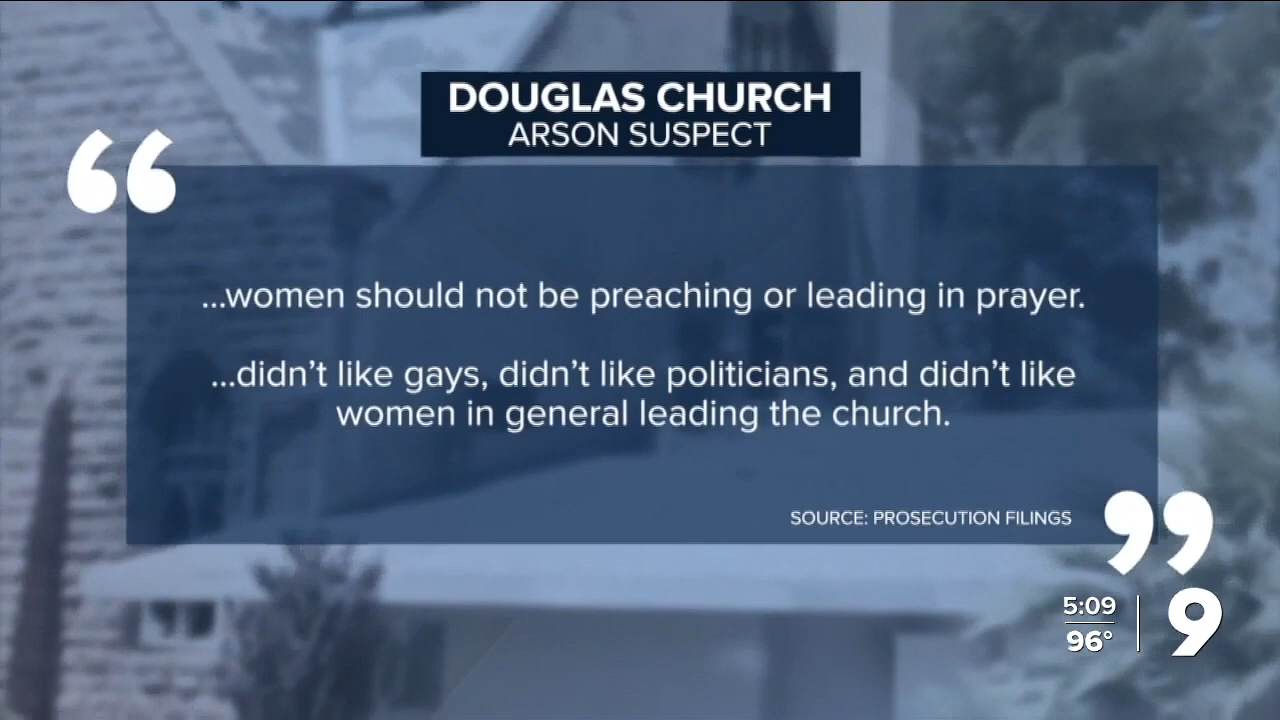 DOUGLAS CHURCH
ARSON SUSPECT
“
...women should not be preaching or leading in prayer.
...didn’t like gays, didn’t like politicians, and didn’t like
women in general leading the church.
SOURCE: PROSECUTION FILINGS
”
5:09
96°
9